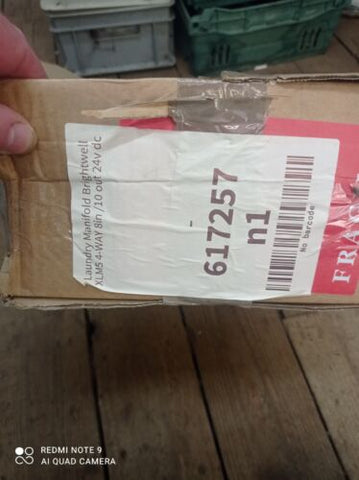 Laundry Manifold Brightwell
XLM5 4-WAY 8in /10 out 24v dc
617257
n1
No barcode
FRA
REDMI NOTE 9
AI QUAD CAMERA